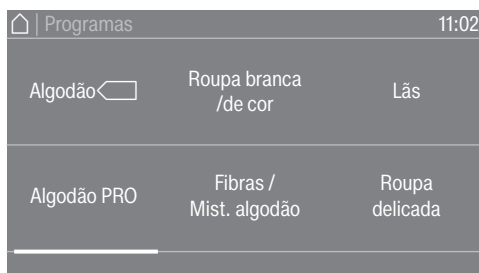 Programas
11:02
Algodão
Roupa branca
/de cor
Lãs
Algodão PRO
Fibras /
Mist. algodão
Roupa
delicada